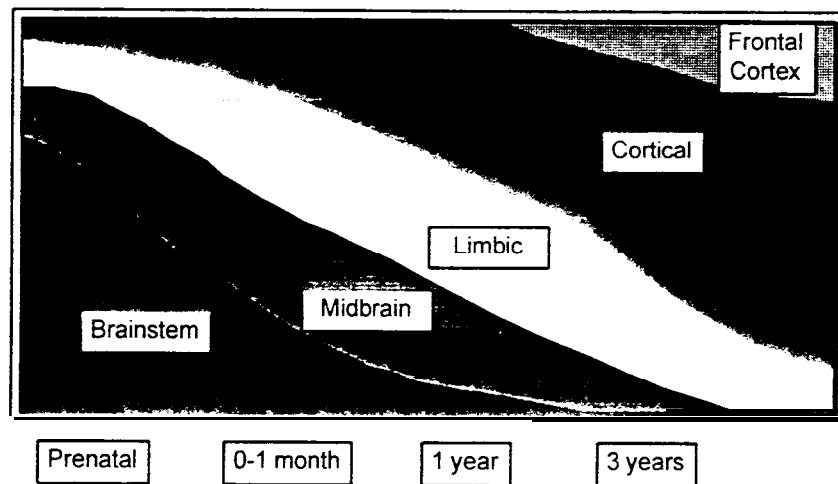 Frontal
Cortex
Cortical
Limbic
Midbrain
Brainstem
Prenatal
0-1 month
1 year
3 years